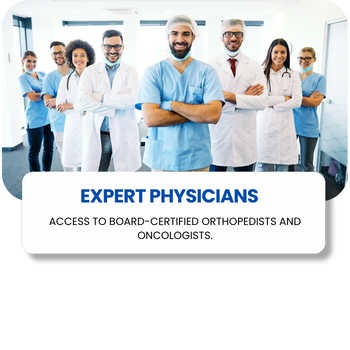 EXPERT PHYSICIANS
ACCESS TO BOARD-CERTIFIED ORTHOPEDISTS AND
ONCOLOGISTS.